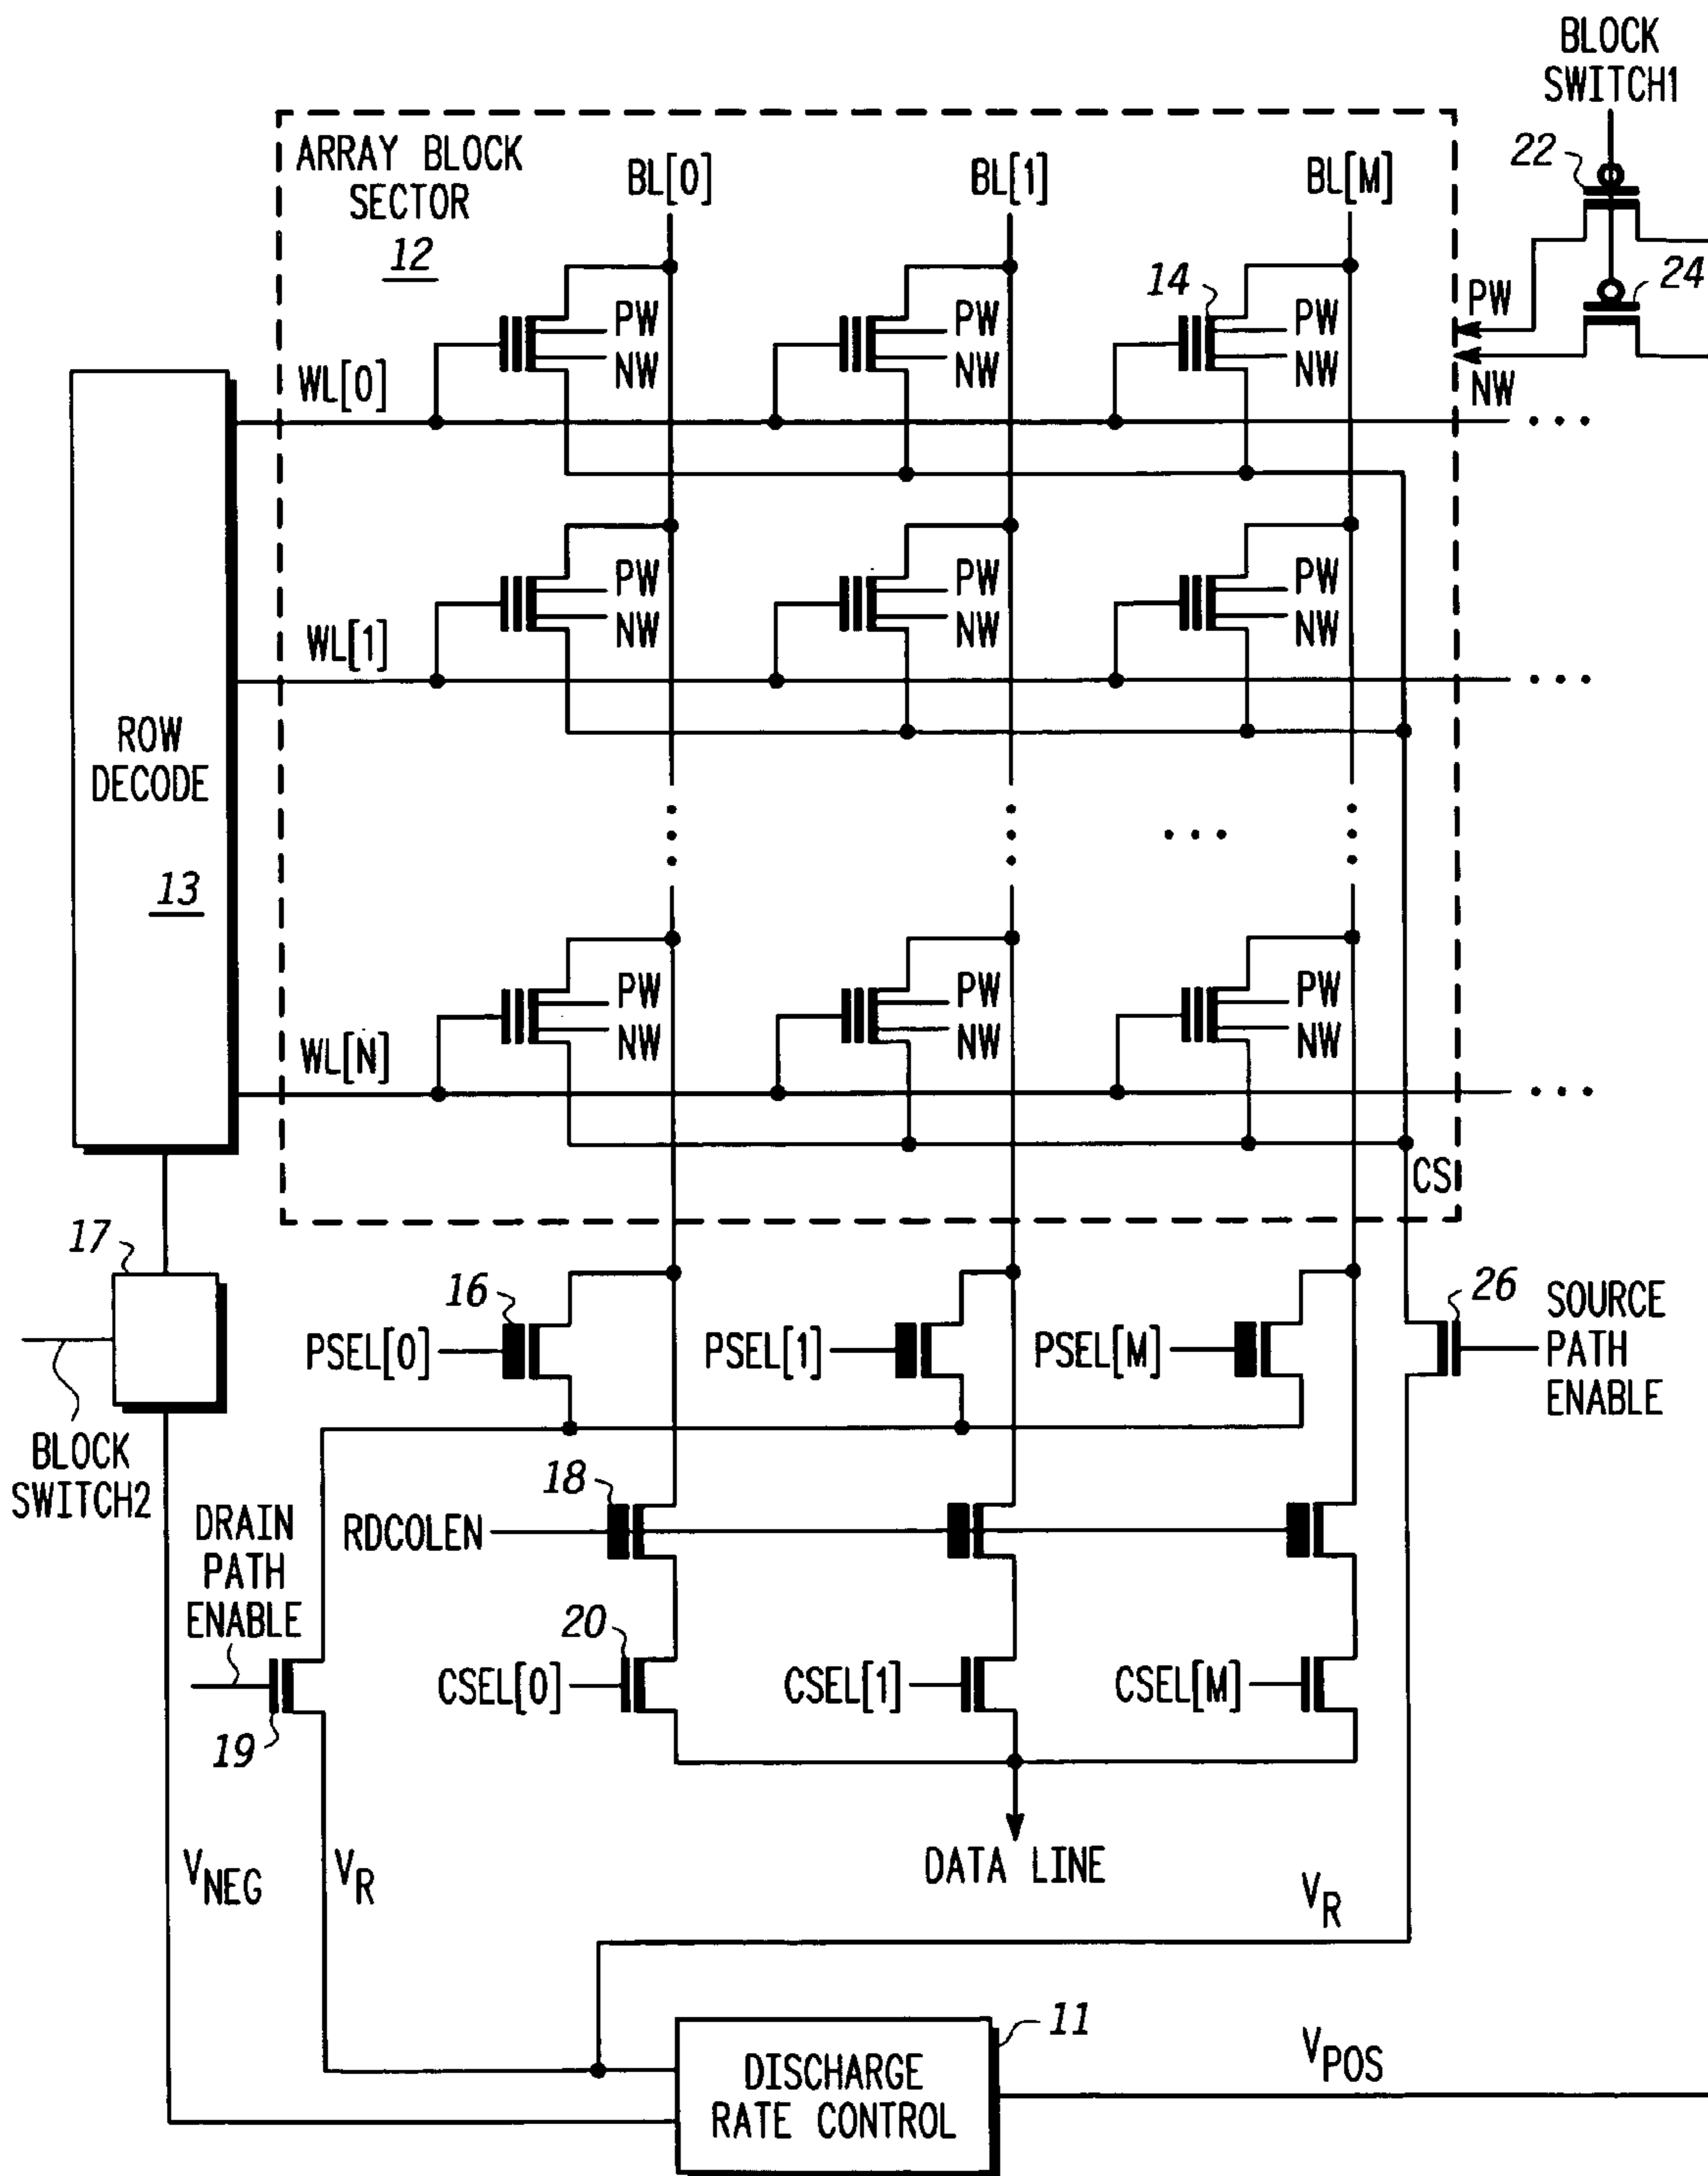 BLOCK
SWITCH1
22
24
PW
NW
ARRAY BLOCK
SECTOR
12
BL[0]
BL[1]
BL[M]
14
PW
NW
PW
NW
PW
NW
WL[0]
• • •
PW
NW
PW
NW
PW
NW
WL[1]
• • •
ROW
DECODE
13
• • •
PW
NW
PW
NW
PW
NW
WL[N]
• • •
CS
17
BLOCK
SWITCH2
16
PSEL[0]
PSEL[1]
PSEL[M]
26
SOURCE
PATH
ENABLE
18
RDCOLEN
DRAIN
PATH
ENABLE
19
20
CSEL[0]
CSEL[1]
CSEL[M]
DATA LINE
VNEG
VR
VR
11
DISCHARGE
RATE CONTROL
VPOS